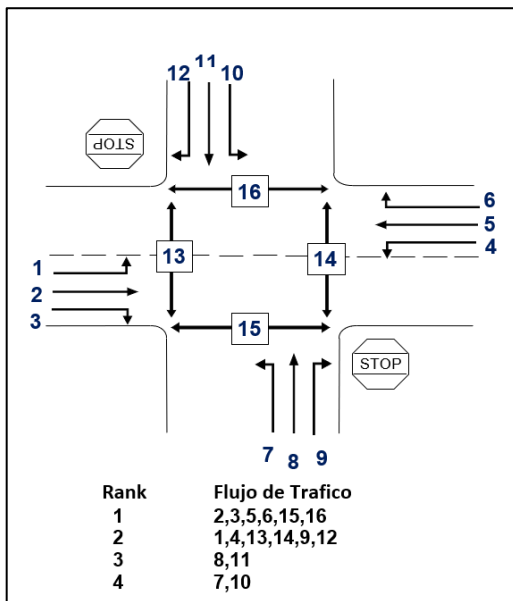 12 11 10
STOP
16
6
5
4
13
14
1
2
3
15
STOP
7 8 9
Rank Flujo de Trafico
1 2,3,5,6,15,16
2 1,4,13,14,9,12
3 8,11
4 7,10